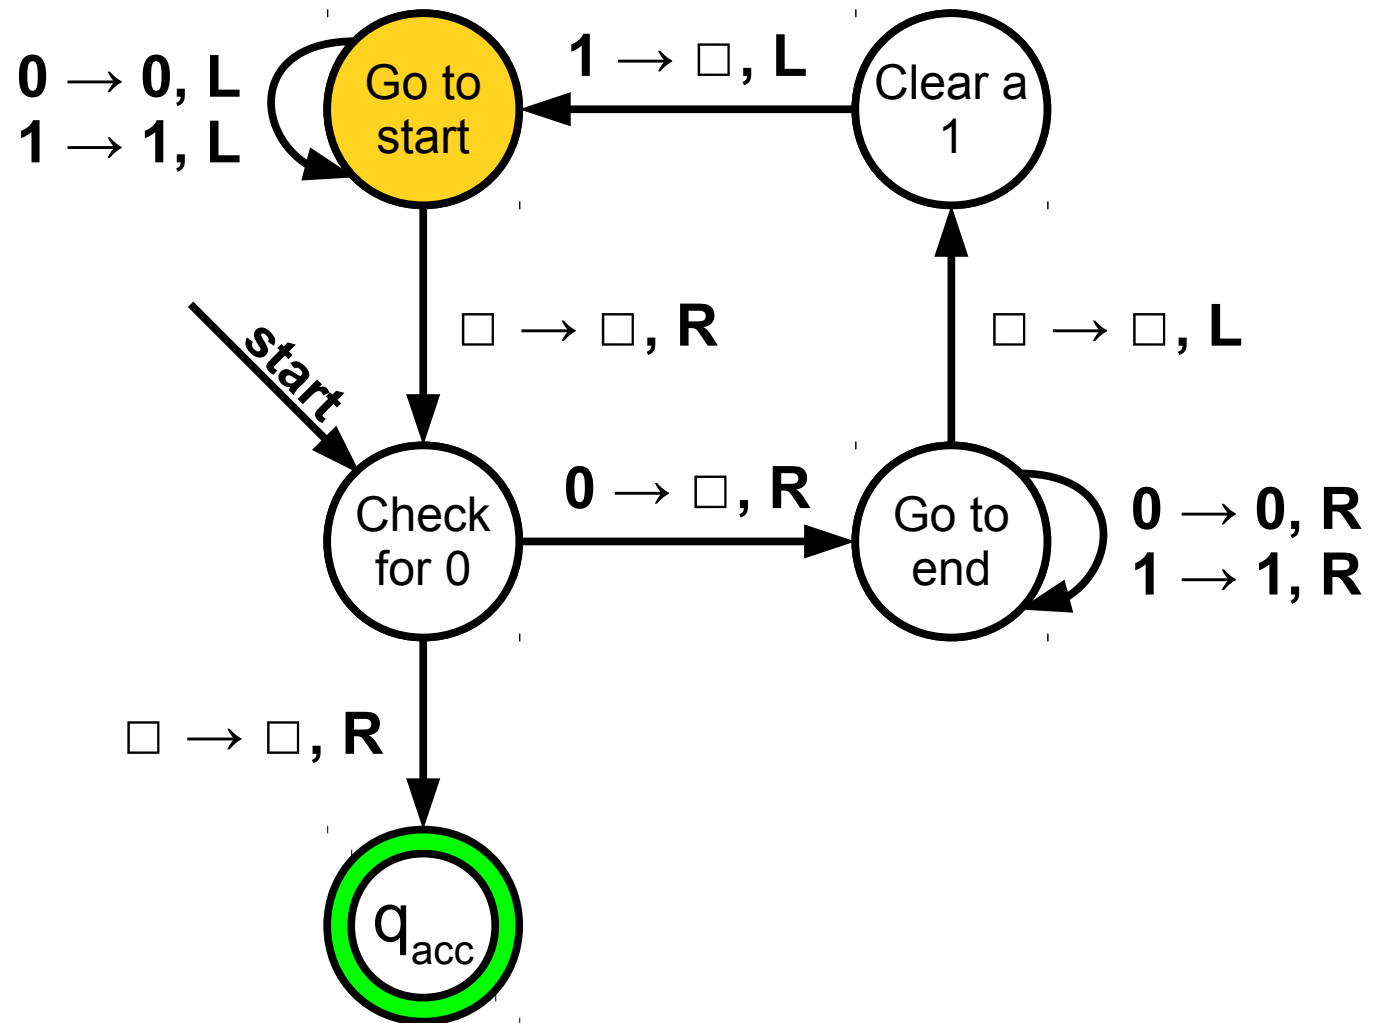 0 → 0, L
1 → 1, L
Go to
start
1 → □, L
Clear a
1
□ → □, R
□ → □, L
start
Check
for 0
0 → □, R
Go to
end
0 → 0, R
1 → 1, R
□ → □, R
qacc